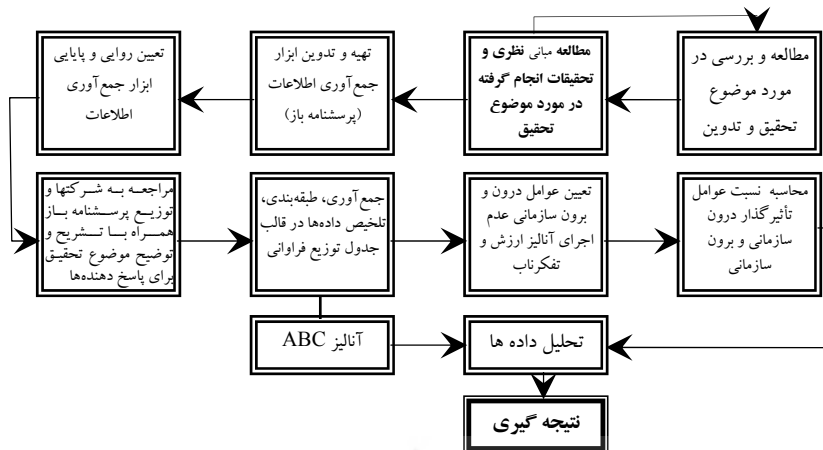 مطالعه و بررسی در
مورد موضوع
تحقیق و تدوین
مطالعه مبانی نظری و
تحقیقات انجام گرفته
در مورد موضوع
تحقیق
تهیه و تدوین ابزار
جمع‌آوری اطلاعات
(پرسشنامه باز)
تعیین روایی و پایایی
ابزار جمع‌آوری
اطلاعات
مراجعه به شرکتها و
توزیع پرسشنامه باز
همراه با تشریح و
توضیح موضوع تحقیق
برای پاسخ دهنده‌ها
جمع‌آوری، طبقه‌بندی،
تلخیص داده‌ها در قالب
جدول توزیع فراوانی
تعیین عوامل درون و
برون سازمانی عدم
اجرای آنالیز ارزش و
تفکرناب
محاسبه نسبت عوامل
تأثیرگذار درون
سازمانی و برون
سازمانی
آنالیز ABC
تحلیل داده ها
نتیجه گیری